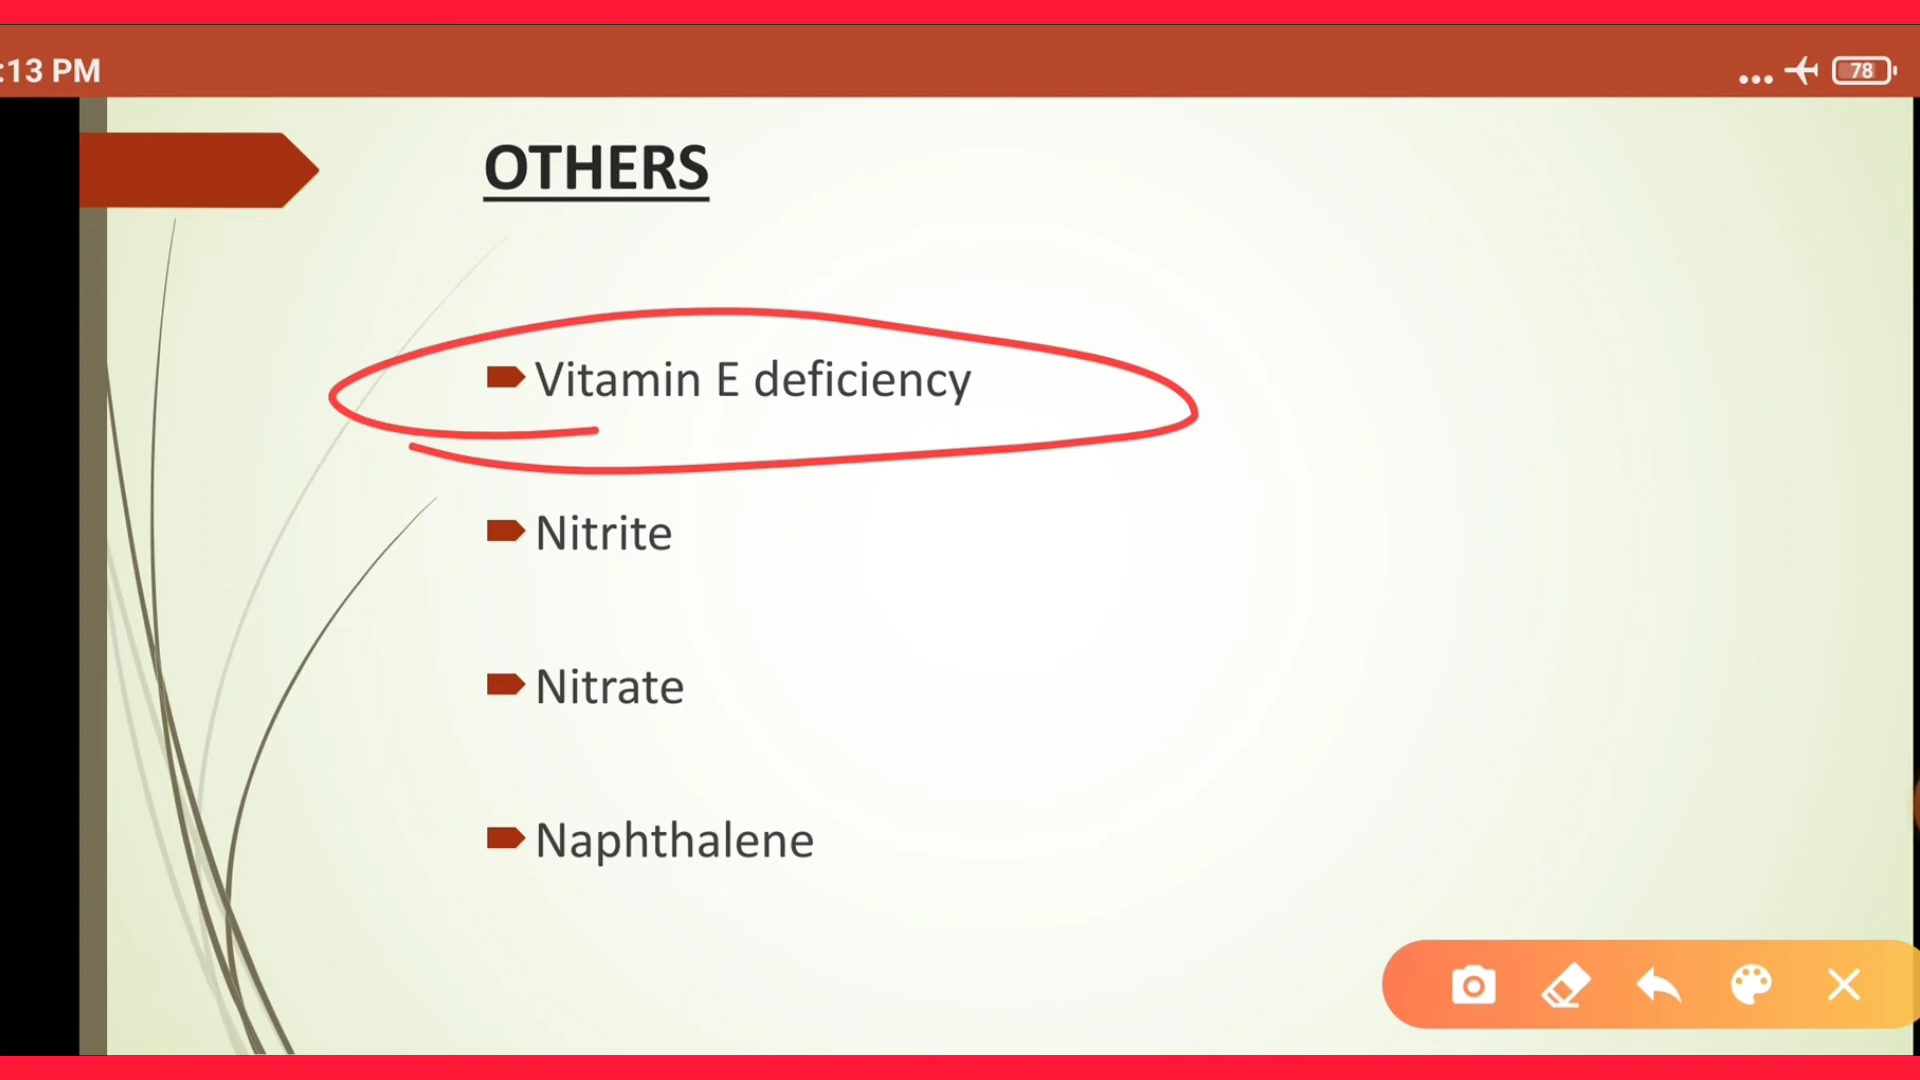 :13 PM
78
OTHERS
Vitamin E deficiency
Nitrite
Nitrate
Naphthalene